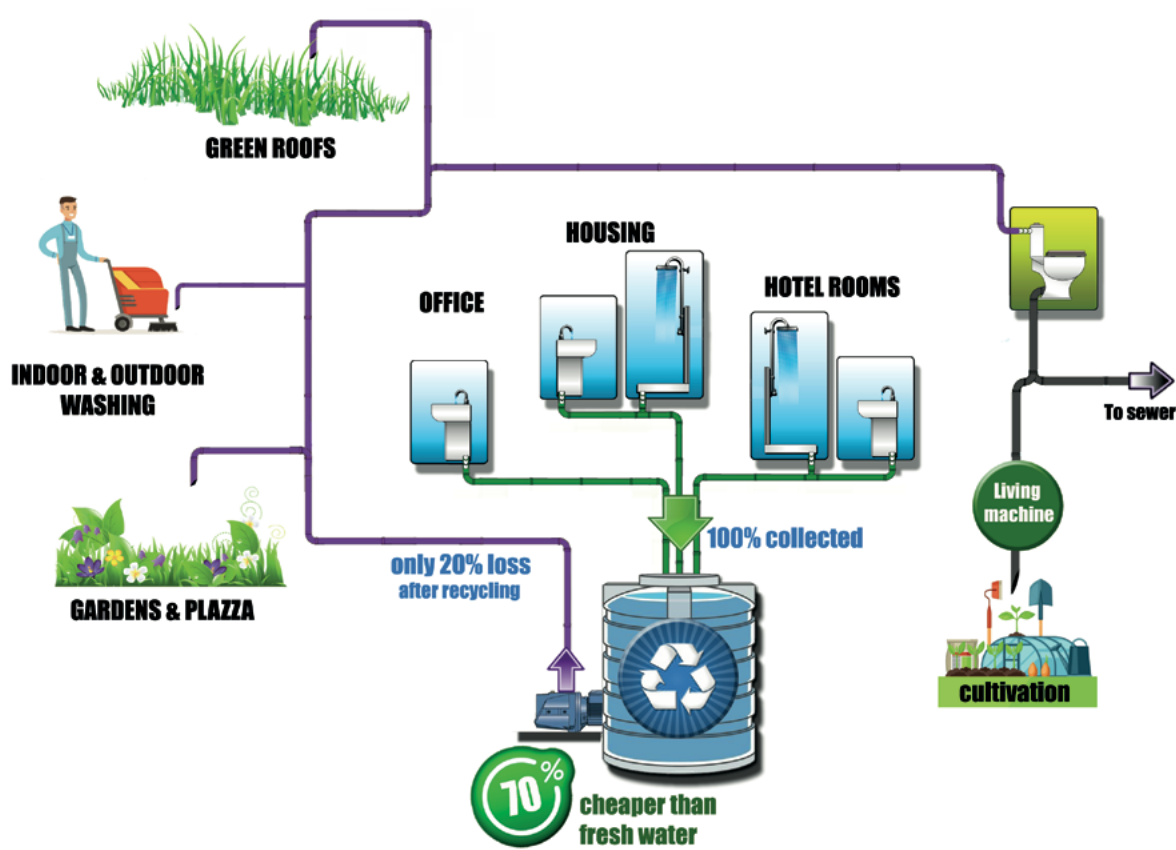 GREEN ROOFS
HOUSING
OFFICE
HOTEL ROOMS
INDOOR & OUTDOOR
WASHING
To sewer
Living
machine
100% collected
only 20% loss
after recycling
GARDENS & PLAZZA
cultivation
70%
cheaper than
fresh water